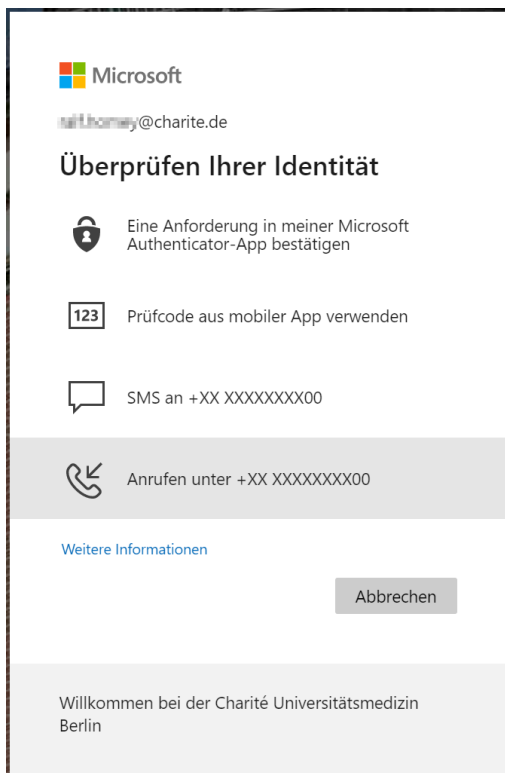 Microsoft
@charite.de
Überprüfen Ihrer Identität
Eine Anforderung in meiner Microsoft
Authenticator-App bestätigen
123
Prüfcode aus mobiler App verwenden
SMS an +XX XXXXXXXX00
Anrufen unter +XX XXXXXXXX00
Weitere Informationen
Abbrechen
Willkommen bei der Charité Universitätsmedizin
Berlin